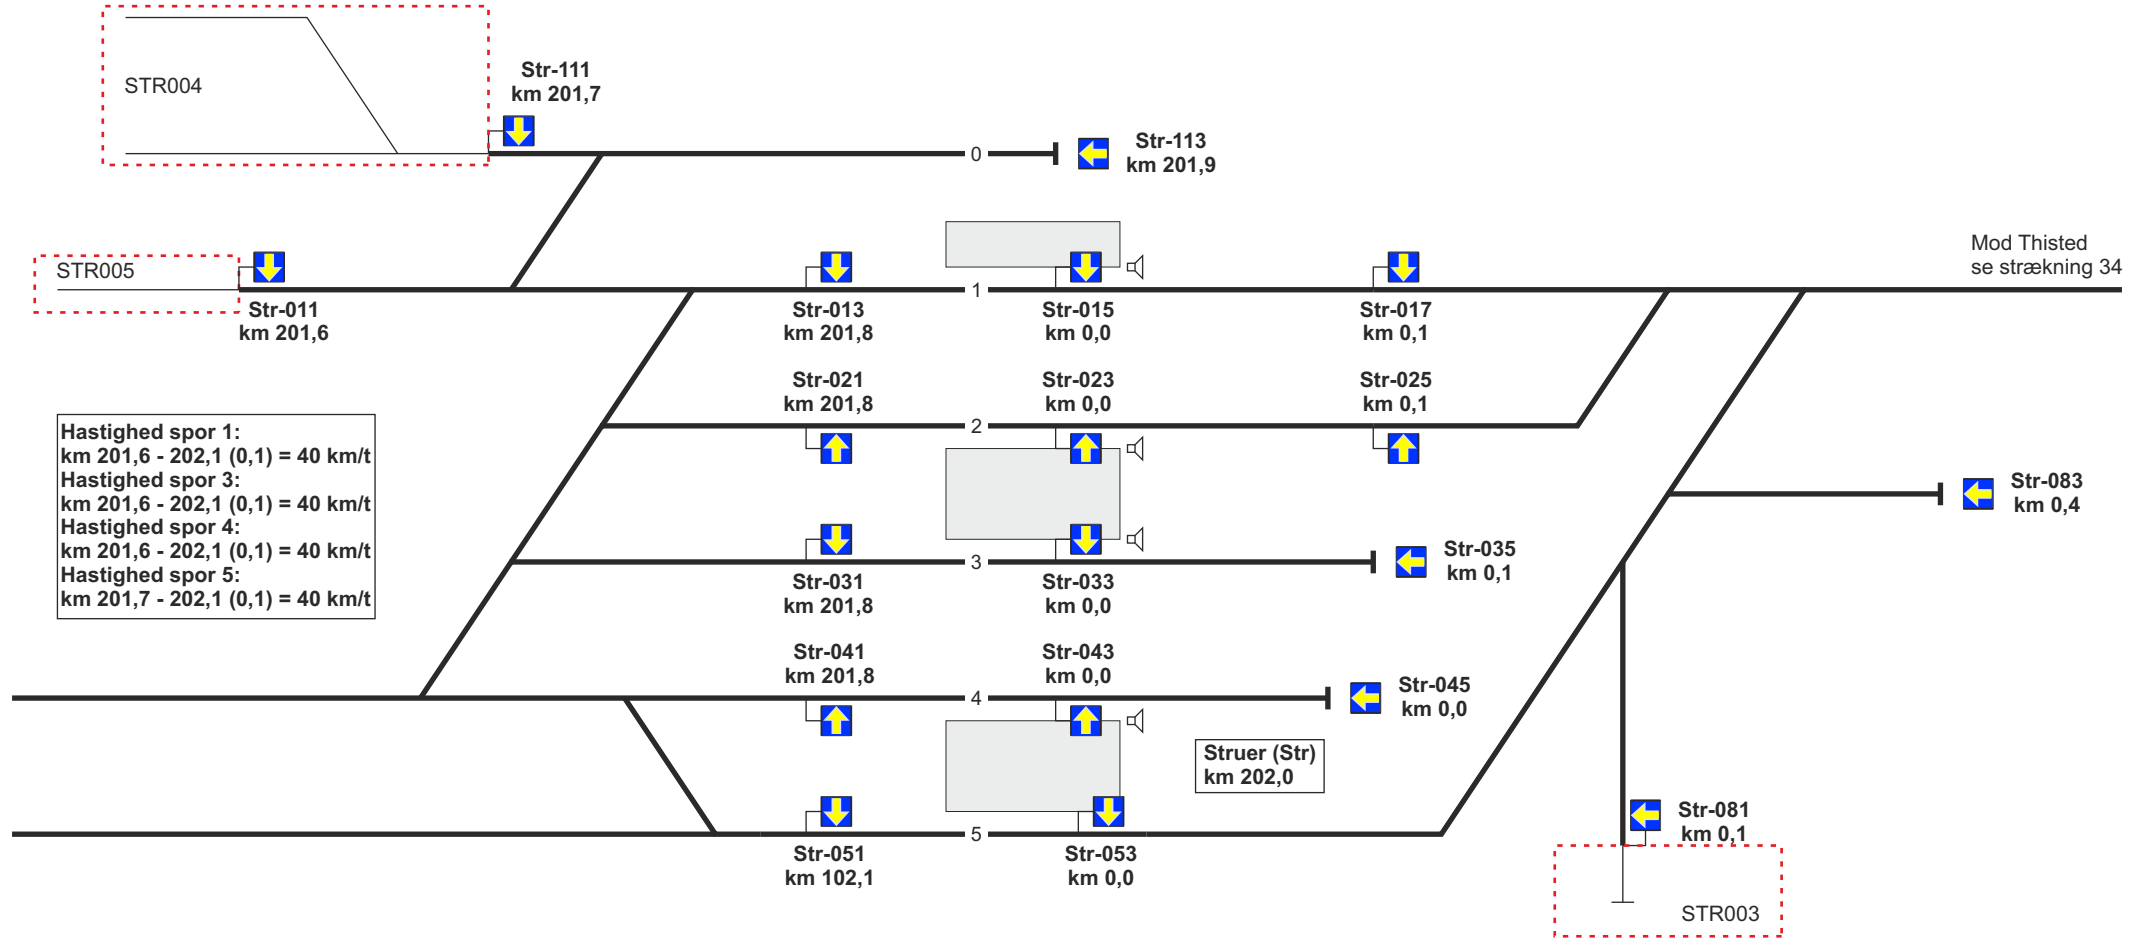 STR004
Str-111
km 201,7
0
Str-113
km 201,9
STR005
Str-011
km 201,6
1
Str-013
km 201,8
Str-015
km 0,0
Str-017
km 0,1
Mod Thisted
se strækning 34
Str-021
km 201,8
Str-023
km 0,0
Str-025
km 0,1
2
Hastighed spor 1:
km 201,6 - 202,1 (0,1) = 40 km/t
Hastighed spor 3:
km 201,6 - 202,1 (0,1) = 40 km/t
Hastighed spor 4:
km 201,6 - 202,1 (0,1) = 40 km/t
Hastighed spor 5:
km 201,7 - 202,1 (0,1) = 40 km/t
Str-083
km 0,4
3
Str-035
km 0,1
Str-031
km 201,8
Str-033
km 0,0
Str-041
km 201,8
Str-043
km 0,0
4
Str-045
km 0,0
Struer (Str)
km 202,0
5
Str-051
km 102,1
Str-053
km 0,0
Str-081
km 0,1
STR003